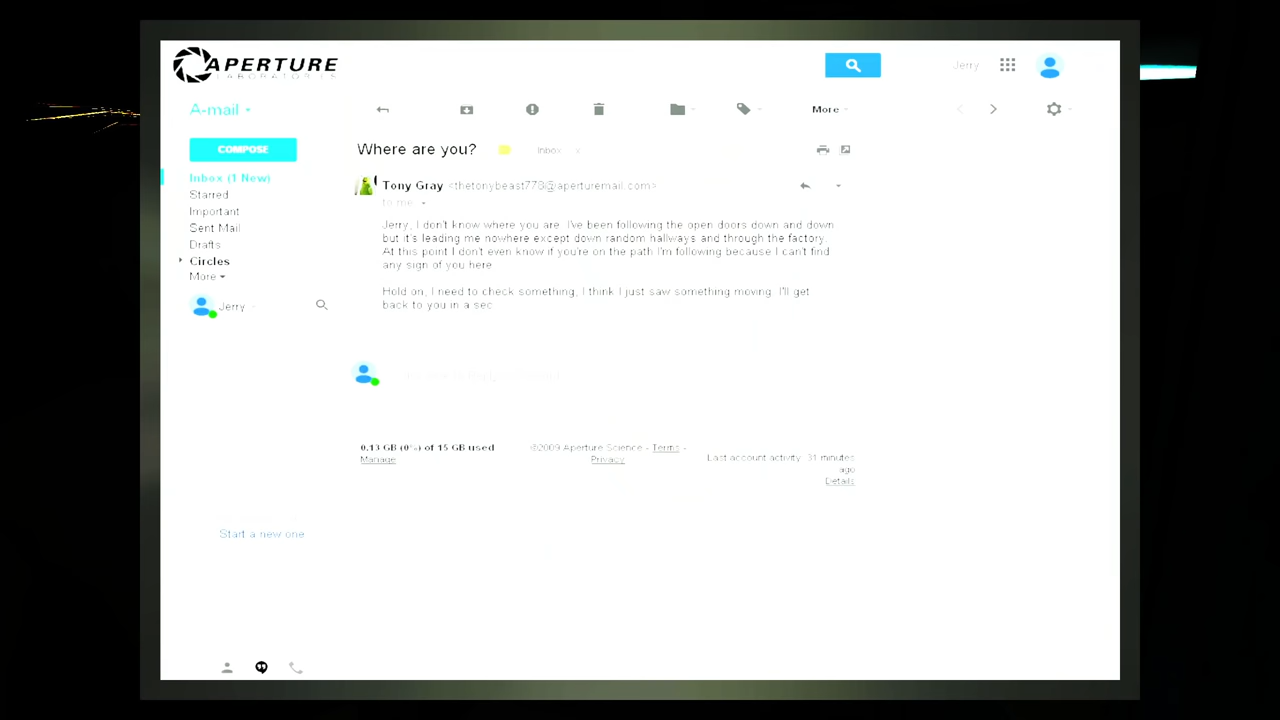 APERTURE
LABORATORIES
Jerry
A-mail
More
COMPOSE
Where are you?
Inbox x
Inbox (1 New)
Starred
Important
Sent Mail
Drafts
Circles
More
Jerry
Tony Gray <thetonybeast778@aperturemail.com>
to me
Jerry, I don't know where you are. I've been following the open doors down and down
but it's leading me nowhere except down random hallways and through the factory.
At this point I don't even know if you're on the path I'm following because I can't find
any sign of you here
Hold on, I need to check something, I think I just saw something moving. I'll get
back to you in a sec
0.13 GB (0%) of 15 GB used
Manage
©2009 Aperture Science - Terms -
Privacy
Last account activity: 31 minutes
ago
Details
Start a new one